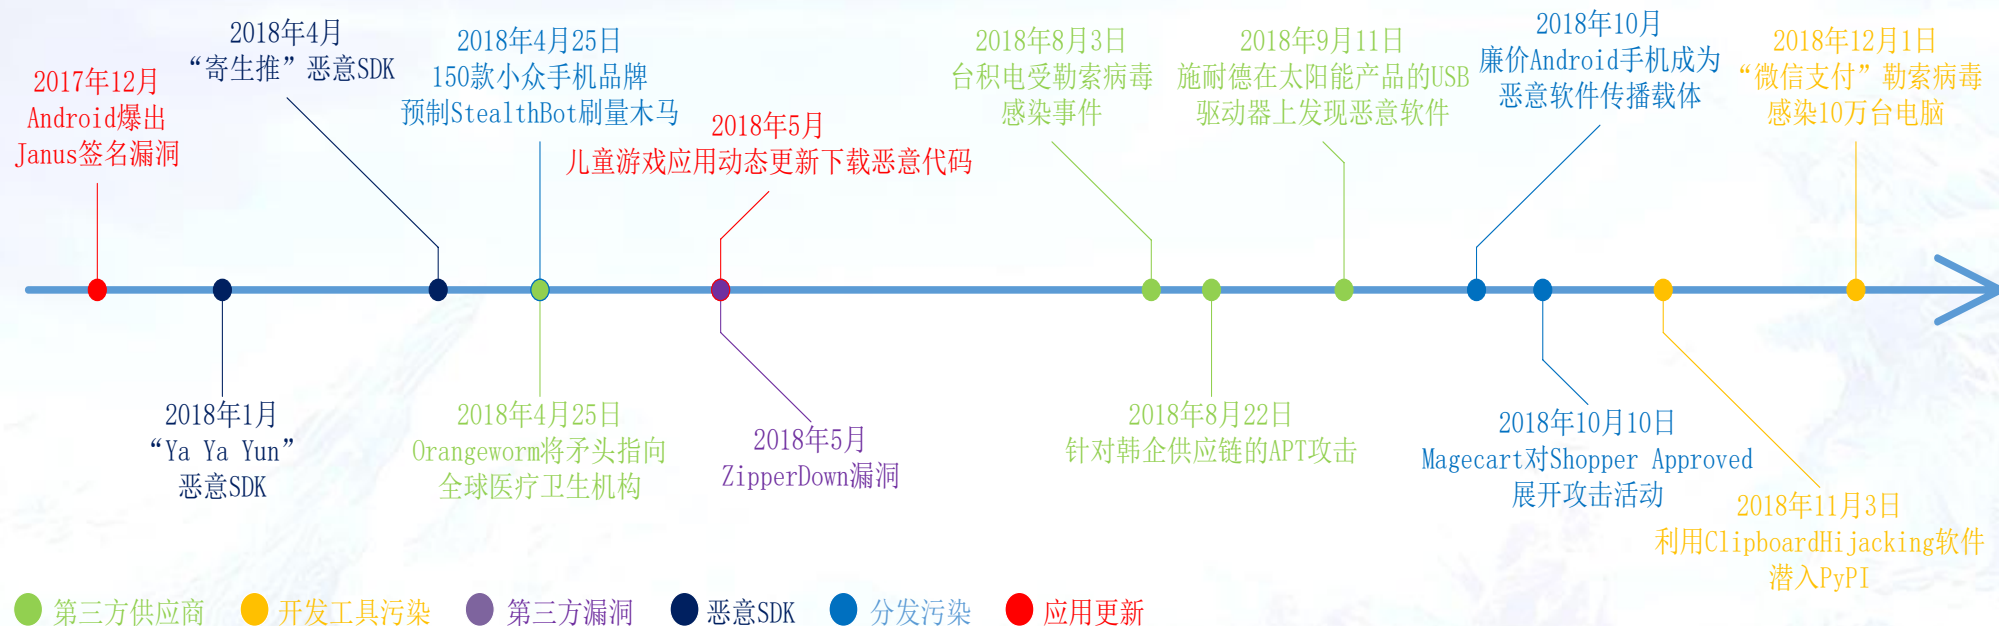 2017年12月
Android爆出
Janus签名漏洞
2018年4月
“寄生推”恶意SDK
2018年4月25日
150款小众手机品牌
预制StealthBot刷量木马
2018年5月
儿童游戏应用动态更新下载恶意代码
2018年8月3日
台积电受勒索病毒
感染事件
2018年9月11日
施耐德在太阳能产品的USB
驱动器上发现恶意软件
2018年10月
廉价Android手机成为
恶意软件传播载体
2018年12月1日
“微信支付”勒索病毒
感染10万台电脑
2018年1月
“Ya Ya Yun”
恶意SDK
2018年4月25日
Orangeworm将矛头指向
全球医疗卫生机构
2018年5月
ZipperDown漏洞
2018年8月22日
针对韩企供应链的APT攻击
2018年10月10日
Magecart对Shopper Approved
展开攻击活动
2018年11月3日
利用ClipboardHijacking软件
潜入PyPI
第三方供应商
开发工具污染
第三方漏洞
恶意SDK
分发污染
应用更新